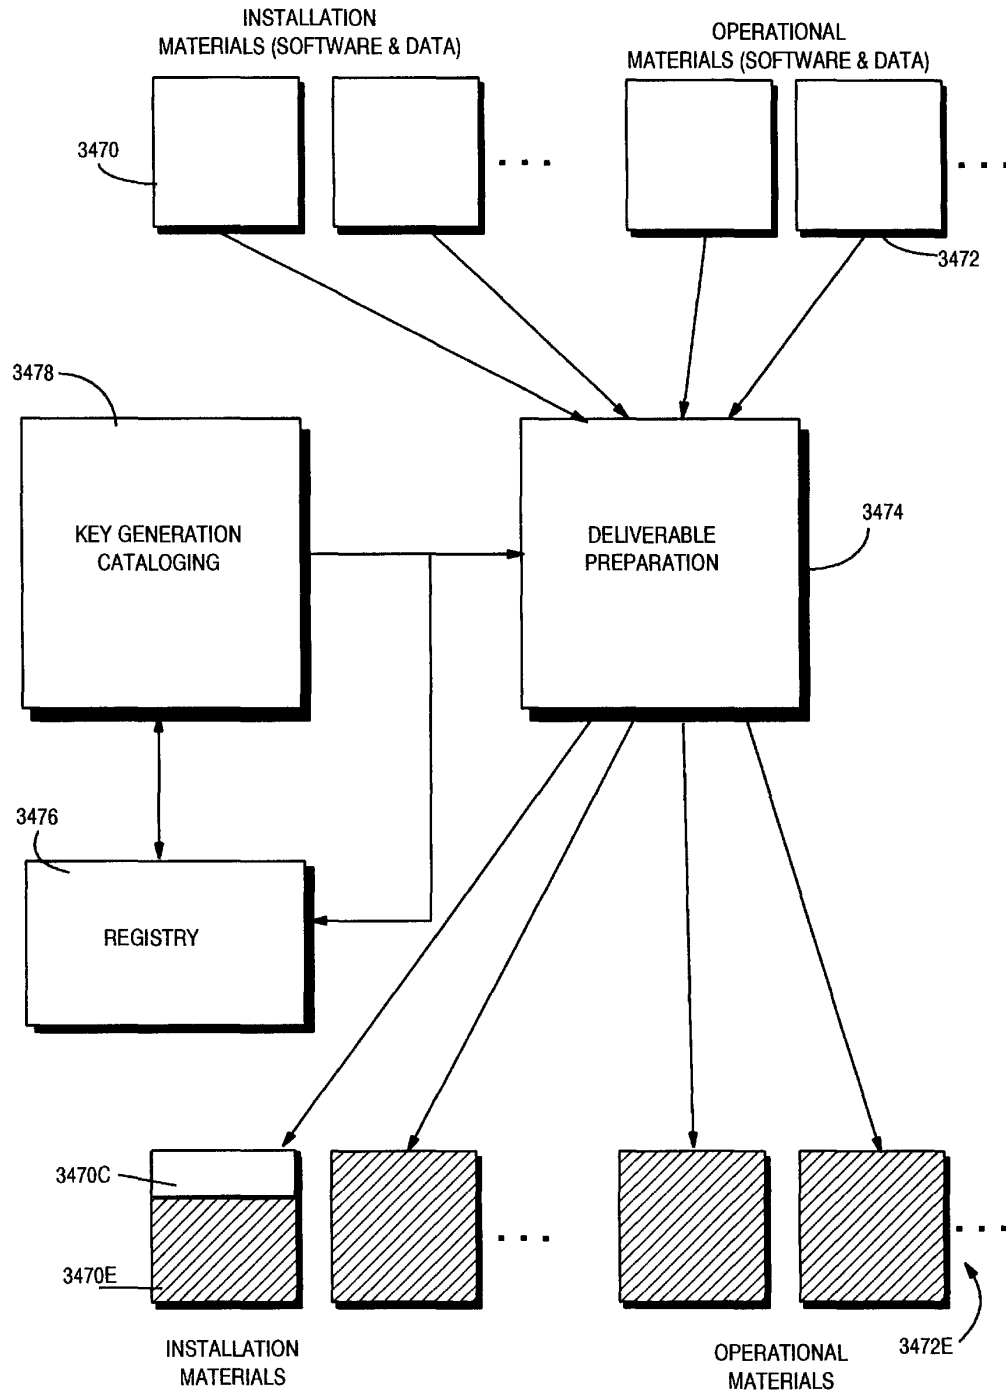 INSTALLATION
MATERIALS (SOFTWARE & DATA)
OPERATIONAL
MATERIALS (SOFTWARE & DATA)
3470
3472
3478
KEY GENERATION
CATALOGING
DELIVERABLE
PREPARATION
3474
3476
REGISTRY
3470C
3470E
INSTALLATION
MATERIALS
OPERATIONAL
MATERIALS
3472E